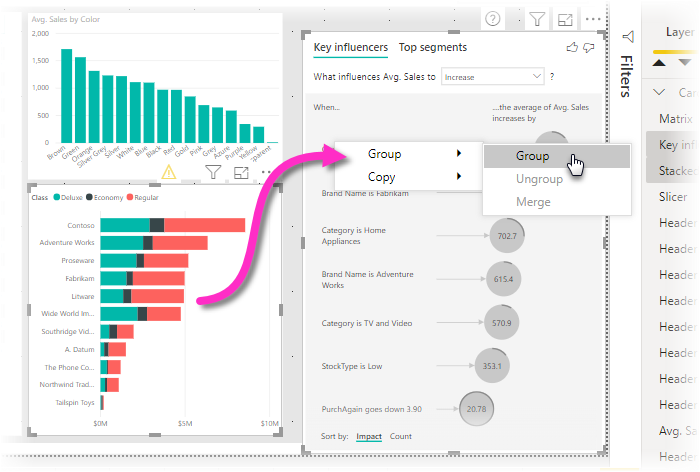 Avg. Sales by Color
2,000
1,500
1,000
500
0
Brown
Green
Orange
Silver Grey
Silver
White
Blue
Black
Red
Gold
Pink
Grey
Azure
Purple
Yellow
parent
Class Deluxe Economy Regular
Contoso
Adventure Works
Proseware
Fabrikam
Litware
Wide World Im...
Southridge Vid...
A. Datum
The Phone Co...
Northwind Trad...
Tailspin Toys
$0M $5M $10M
Key influencers Top segments
What influences Avg. Sales to Increase ?
When...
....the average of Avg. Sales
increases by
Group
Copy
Group
Ungroup
Merge
Brand Name is Fabrikam
Category is Home
Appliances
702.7
Brand Name is Adventure
Works
615.4
Category is TV and Video
570.9
StockType is Low
353.1
PurchAgain goes down 3.90
20.78
Sort by: Impact Count
Filters
Layer
Ca
Matrix
Key inf
Stacked
Slicer
Header
Header
Header
Header
Header
Header
Header
Header
Avg. Sa
Header